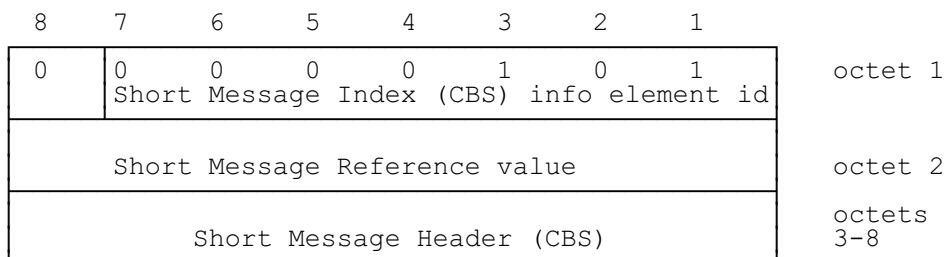 8 7 6 5 4 3 2 1
0 0 0 0 0 1 0 1 octet 1
Short Message Index (CBS) info element id
Short Message Reference value octet 2
octets
Short Message Header (CBS) 3-8